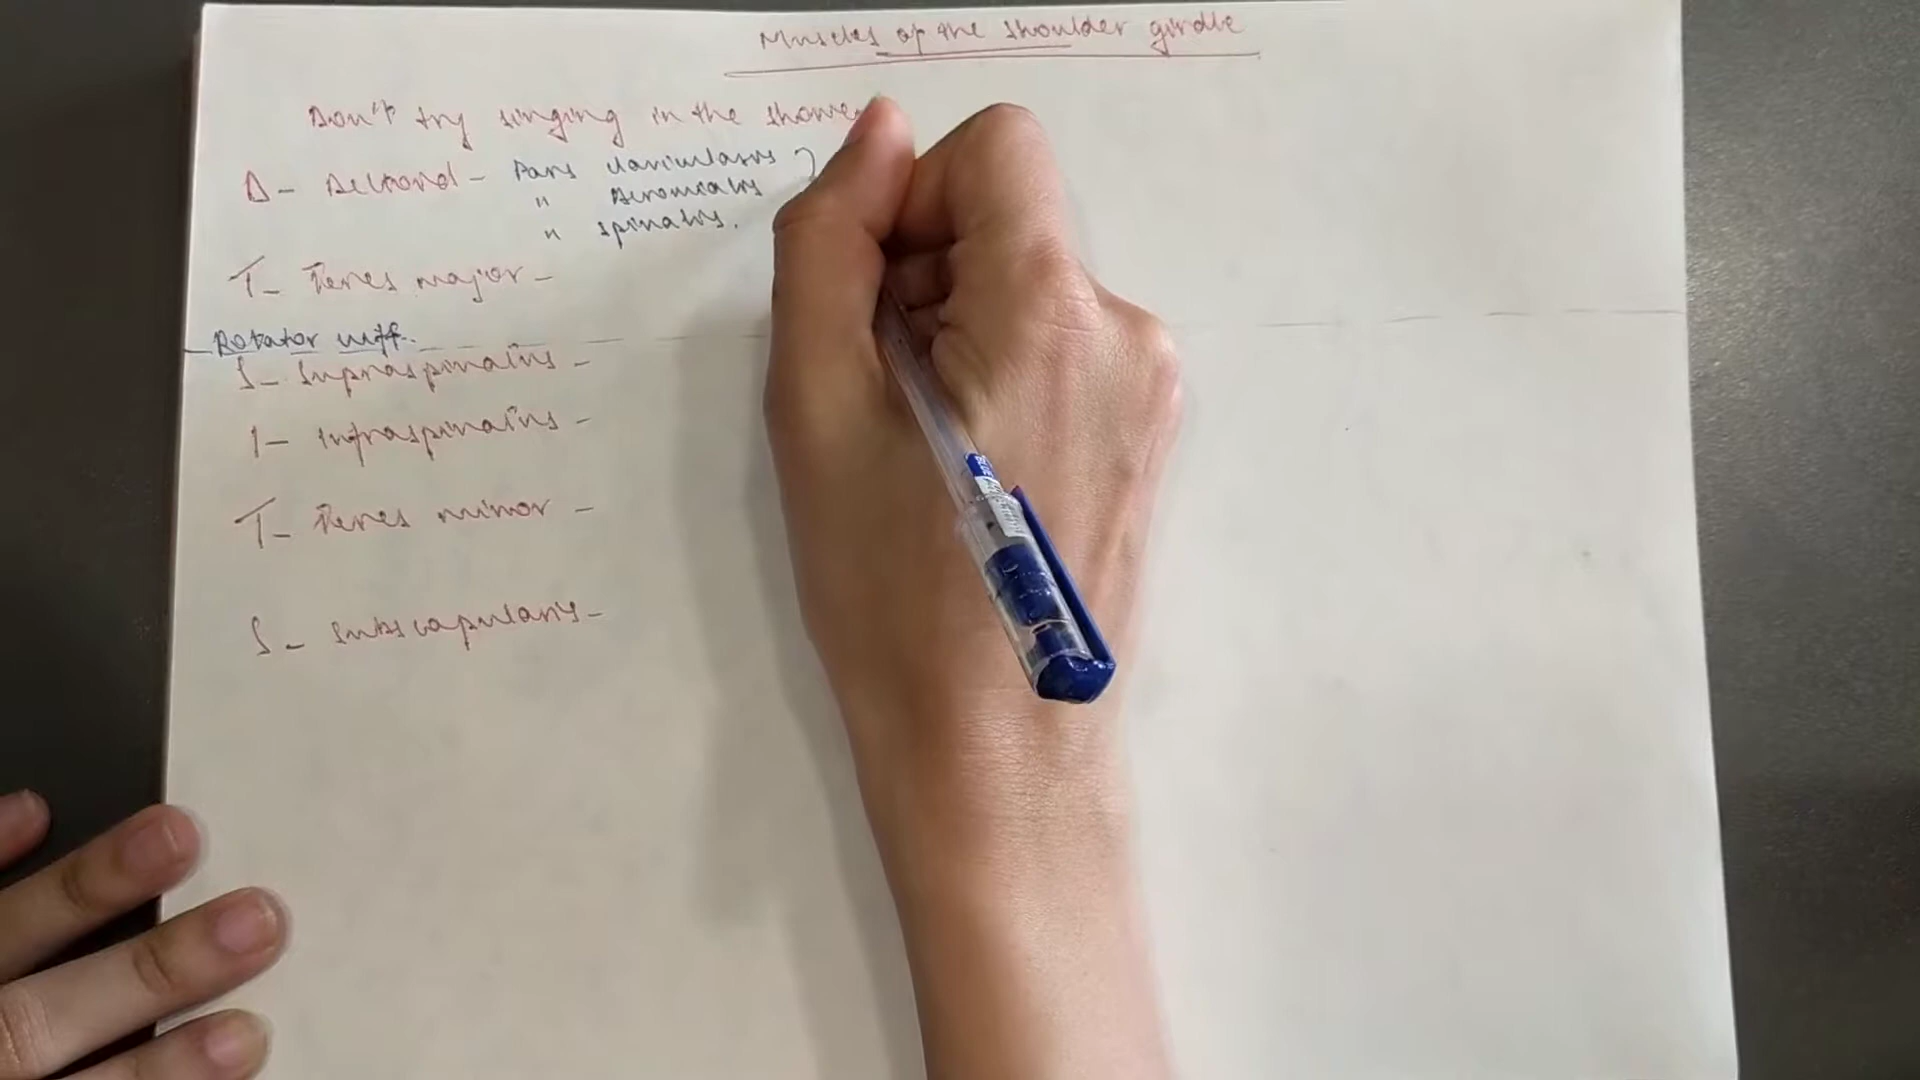 Muscles of the shoulder girdle
Don't try singing in the shower
D - Deltoid - Pars clavicularis
" Acromialis
" spinalis.
T - Teres major -
Rotator cuff.
S - Supraspinatus -
I - Infraspinatus -
T - Teres minor -
S - Subscapularis -